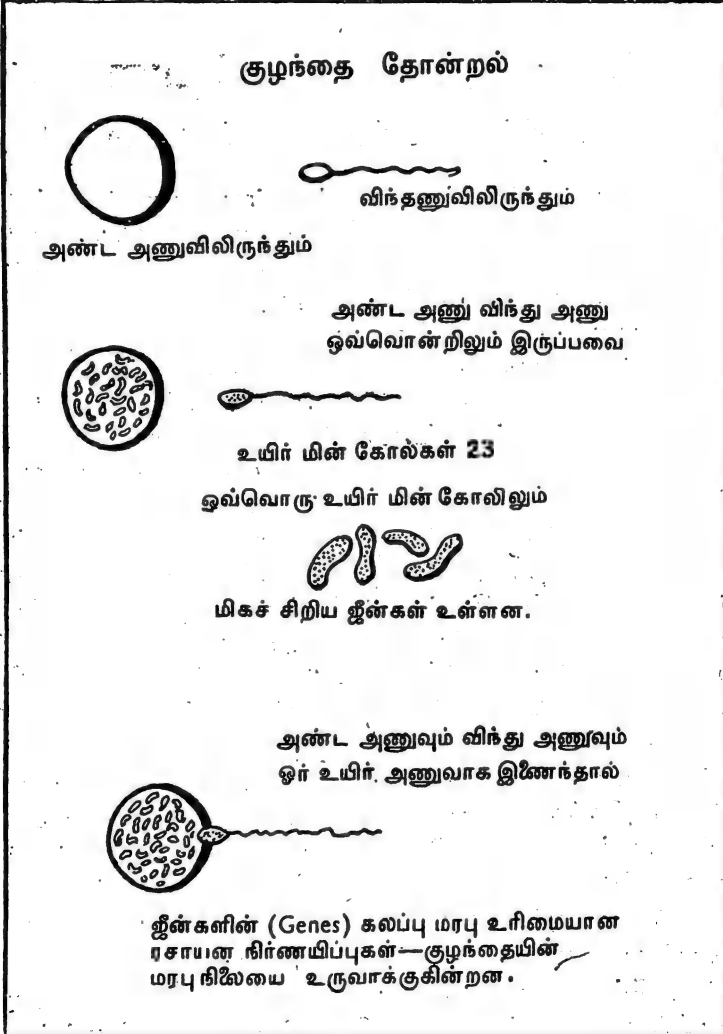 குழந்தை தோன்றல்
விந்தணுவிலிருந்தும்
அண்ட அணுவிலிருந்தும்
அண்ட அணு விந்து அணு
ஒவ்வொன்றிலும் இருப்பவை
உயிர் மின் கோல்கள் 23
ஒவ்வொரு உயிர் மின் கோலிலும்
மிகச் சிறிய ஜீன்கள் உள்ளன.
அண்ட அணுவும் விந்து அணுவும்
ஓர் உயிர் அணுவாக இணைந்தால்
ஜீன்களின் (Genes) கலப்பு மரபு உரிமையான
ரசாயன நிர்ணயிப்புகள்—குழந்தையின்
மரபு நிலையை உருவாக்குகின்றன.